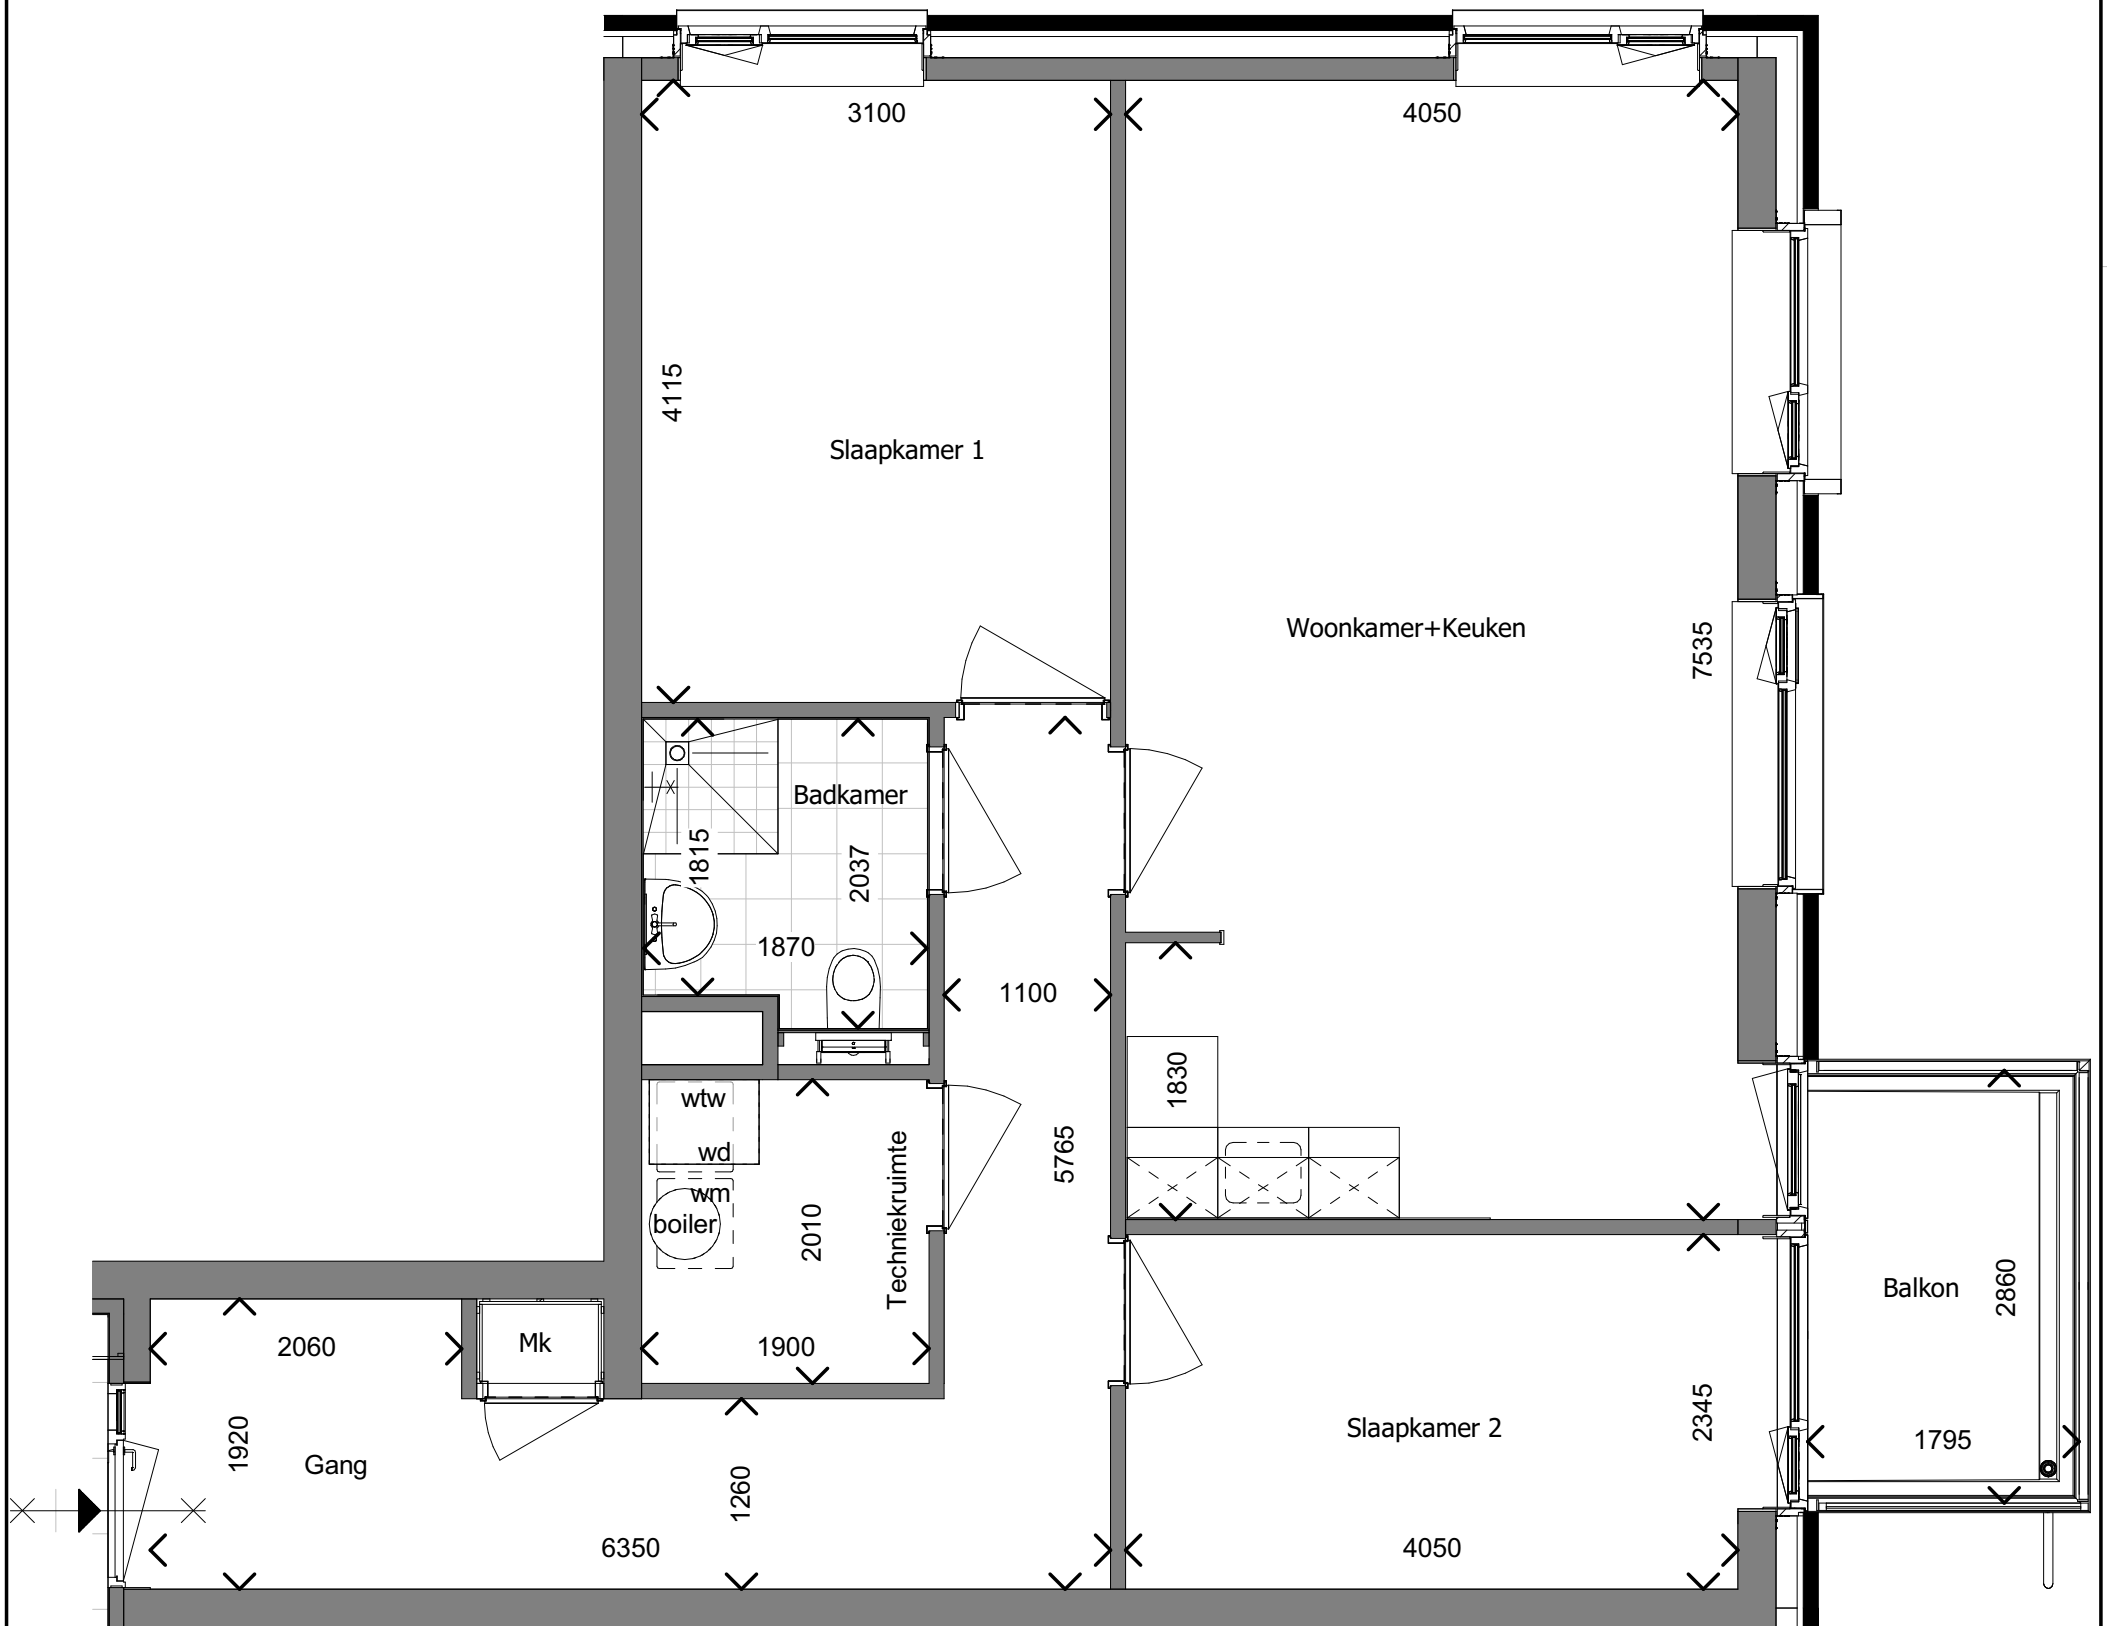 3100
4050
4115
Slaapkamer 1
Woonkamer+Keuken
7535
Badkamer
1815
2037
1870
1100
1830
wtw
wd
wm
boiler
2010
Techniekruimte
5765
1900
2060
Mk
Balkon
2860
1920
Gang
1260
6350
Slaapkamer 2
2345
1795
4050